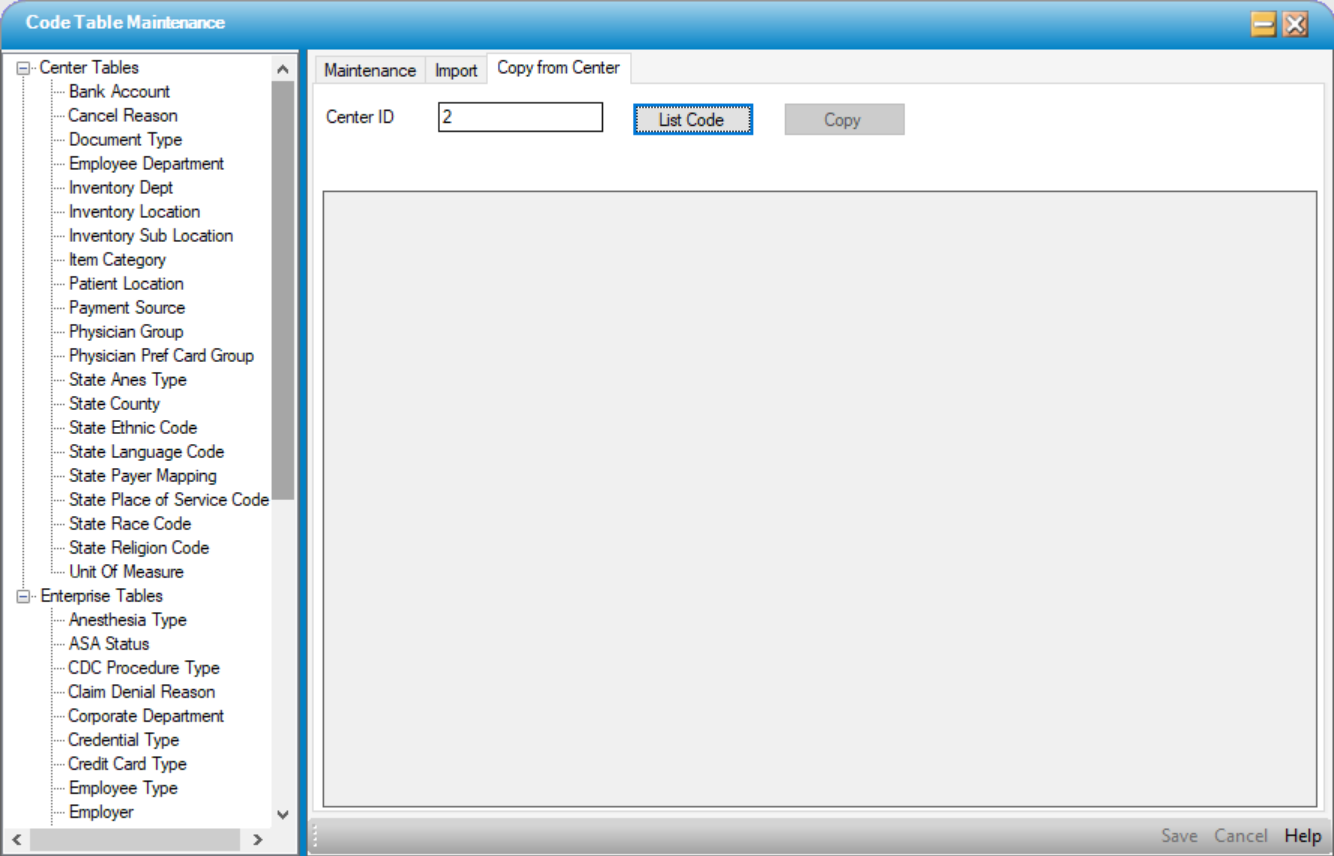 Code Table Maintenance
Center Tables
Bank Account
Cancel Reason
Document Type
Employee Department
Inventory Dept
Inventory Location
Inventory Sub Location
Item Category
Patient Location
Payment Source
Physician Group
Physician Pref Card Group
State Anes Type
State County
State Ethnic Code
State Language Code
State Payer Mapping
State Place of Service Code
State Race Code
State Religion Code
Unit Of Measure
Enterprise Tables
Anesthesia Type
ASA Status
CDC Procedure Type
Claim Denial Reason
Corporate Department
Credential Type
Credit Card Type
Employee Type
Employer
Maintenance Import Copy from Center
Center ID 2 List Code Copy
Save Cancel Help